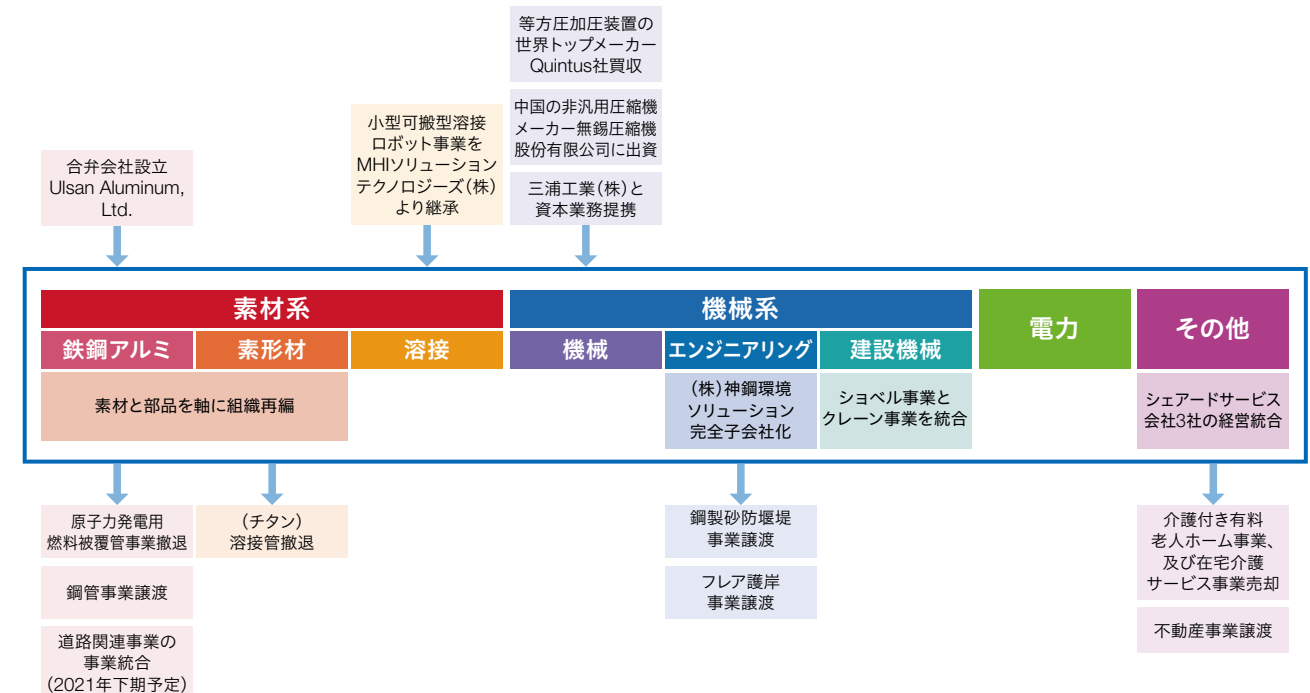 合弁会社設立
Ulsan Aluminum,
Ltd.
小型可搬型溶接
ロボット事業を
MHIソリューション
テクノロジーズ(株)
より継承
等方圧加圧装置の
世界トップメーカー
Quintus社買収
中国の非汎用圧縮機
メーカー無錫圧縮機
股份有限公司に出資
三浦工業(株)と
資本業務提携
素材系
機械系
電力
その他
鉄鋼アルミ
素形材
溶接
機械
エンジニアリング
建設機械
素材と部品を軸に組織再編
(株)神鋼環境
ソリューション
完全子会社化
ショベル事業と
クレーン事業を統合
シェアードサービス
会社3社の経営統合
原子力発電用
燃料被覆管事業撤退
鋼管事業譲渡
道路関連事業の
事業統合
(2021年下期予定)
(チタン)
溶接管撤退
鋼製砂防堰堤
事業譲渡
フレア護岸
事業譲渡
介護付き有料
老人ホーム事業、
及び在宅介護
サービス事業売却
不動産事業譲渡